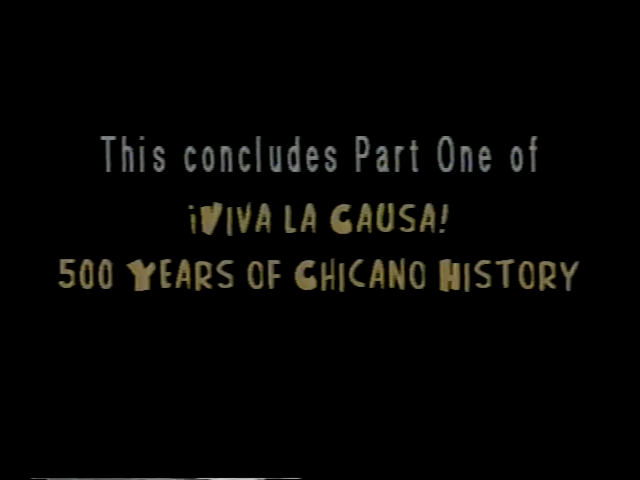 This concludes Part One of
¡VIVA LA CAUSA!
500 YEARS OF CHICANO HISTORY